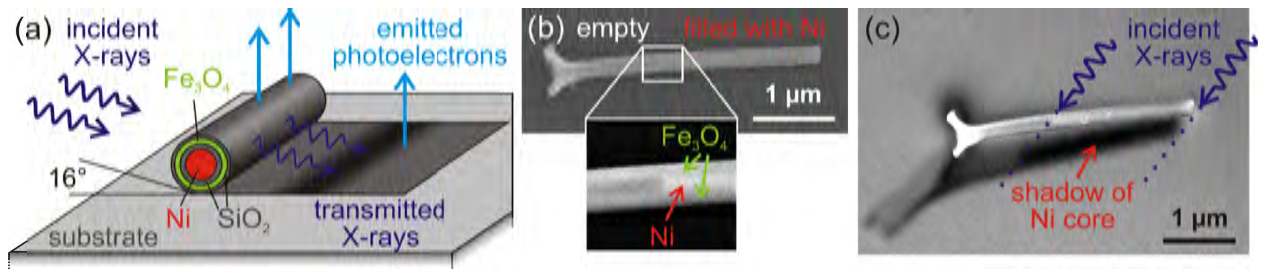 (a)
incident
X-rays
Fe₃O₄
emitted
photoelectrons
16°
Ni
SiO₂
transmitted
X-rays
substrate
(b)
empty
filled with Ni
1 µm
Fe₃O₄
Ni
(c)
incident
X-rays
shadow of
Ni core
1 µm